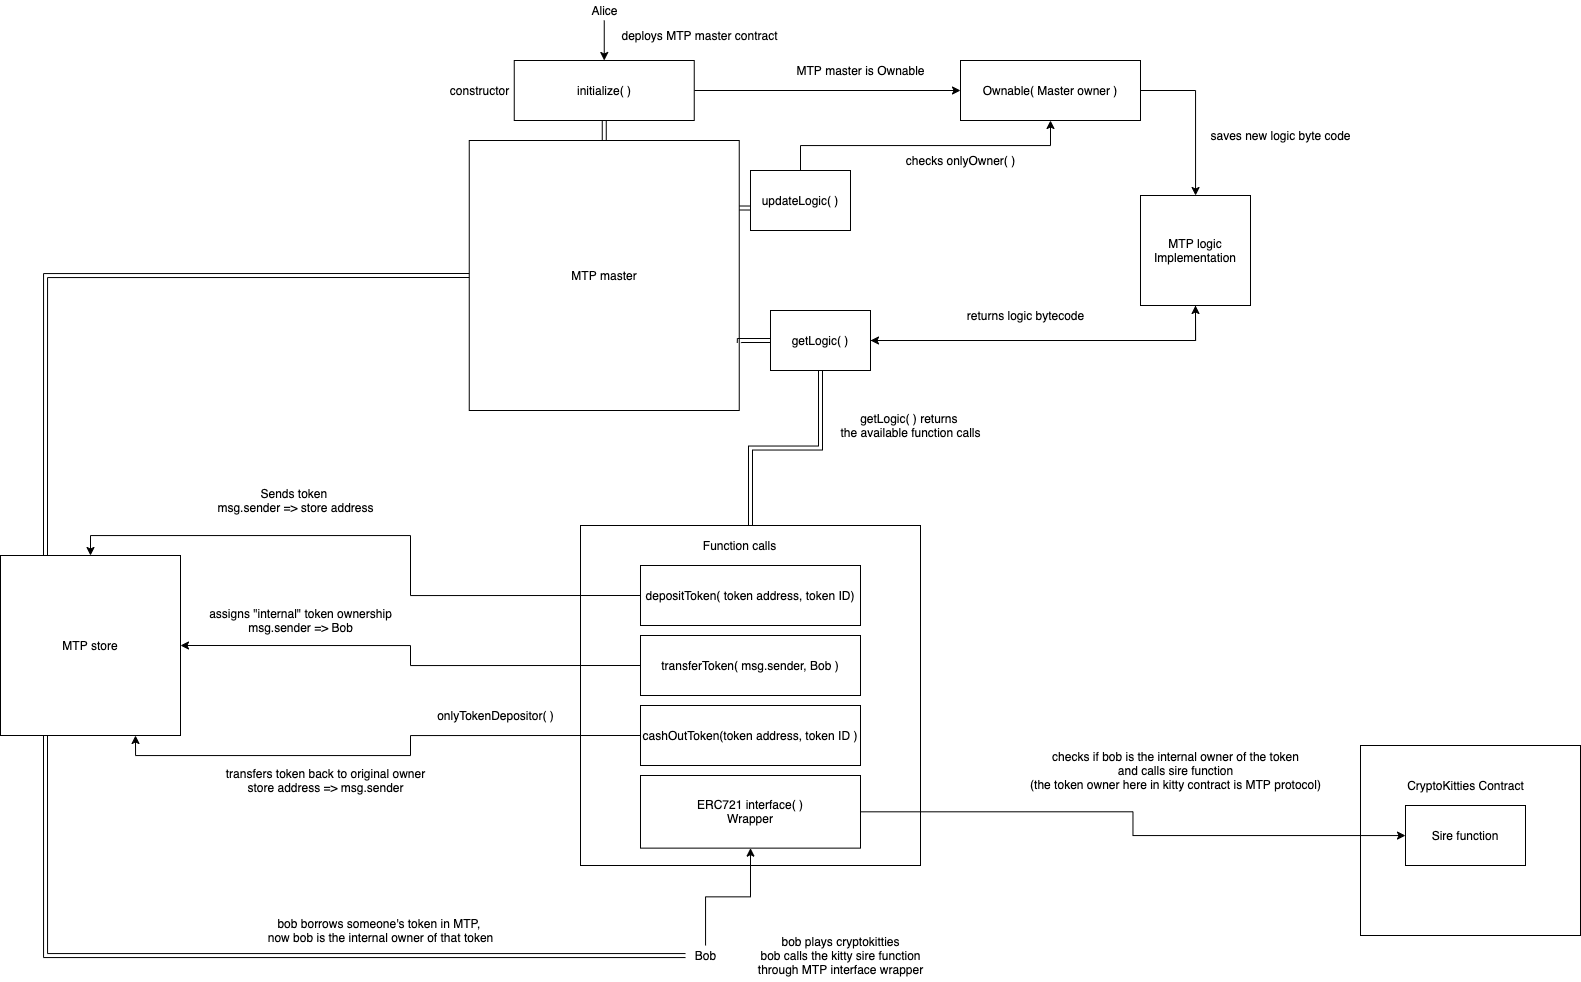 Alice
deploys MTP master contract
constructor
initialize( )
MTP master is Ownable
Ownable( Master owner )
saves new logic byte code
checks onlyOwner( )
updateLogic( )
MTP logic
Implementation
MTP master
returns logic bytecode
getLogic( )
getLogic( ) returns
the available function calls
Sends token
msg.sender => store address
Function calls
depositToken( token address, token ID)
assigns "internal" token ownership
msg.sender => Bob
MTP store
transferToken( msg.sender, Bob )
onlyTokenDepositor( )
cashOutToken(token address, token ID )
transfers token back to original owner
store address => msg.sender
ERC721 interface( )
Wrapper
checks if bob is the internal owner of the token
and calls sire function
(the token owner here in kitty contract is MTP protocol)
CryptoKitties Contract
Sire function
bob borrows someone's token in MTP,
now bob is the internal owner of that token
Bob
bob plays cryptokitties
bob calls the kitty sire function
through MTP interface wrapper